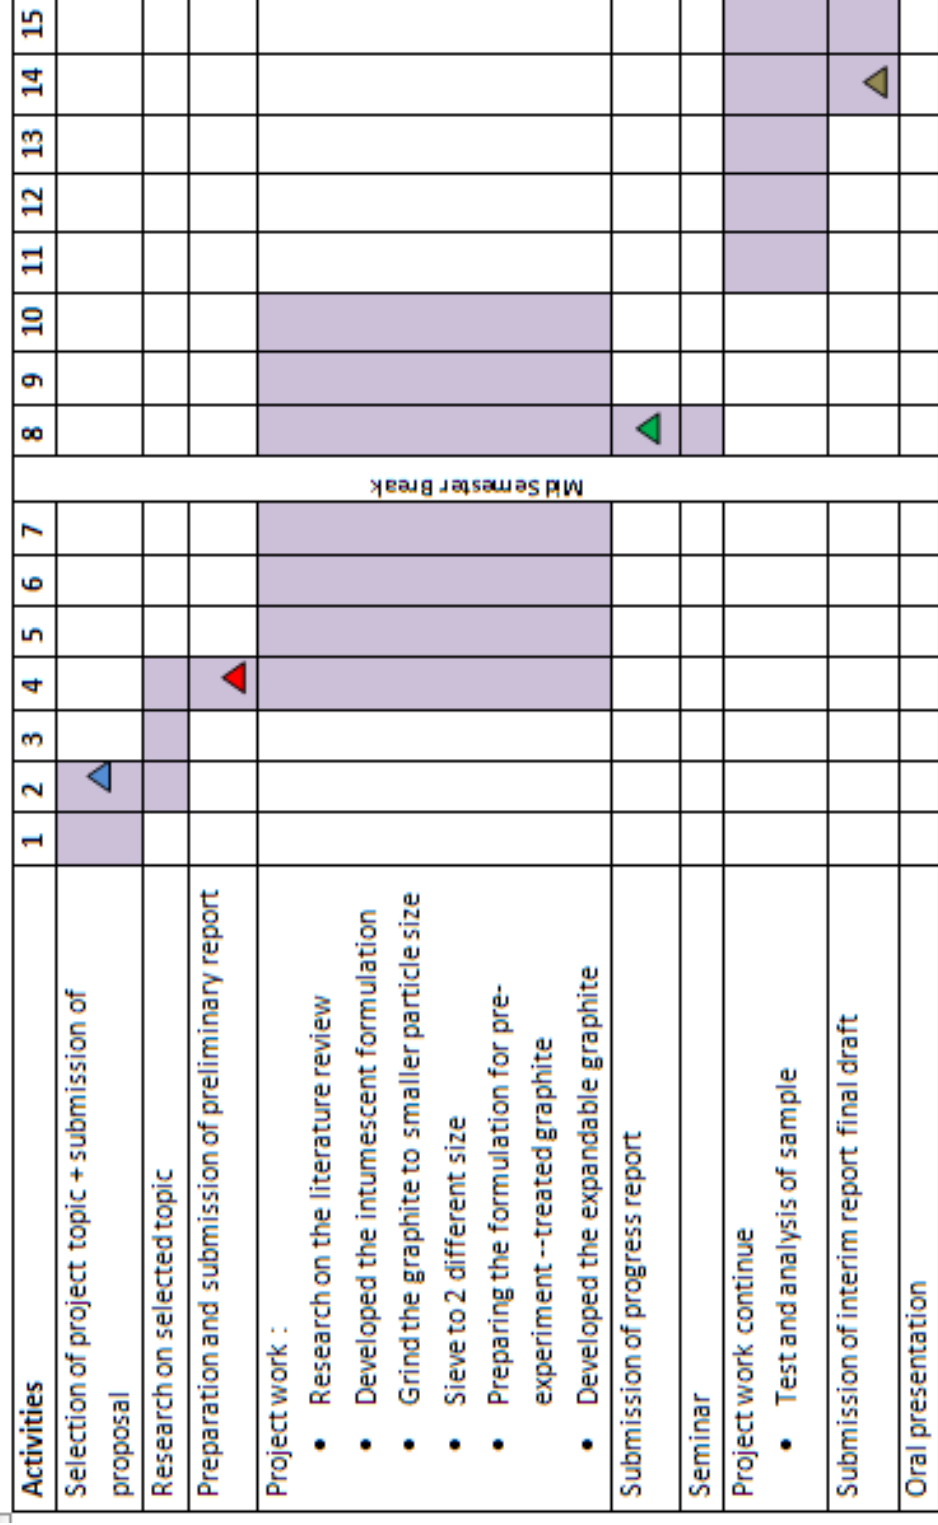 Activities 1 2 3 4 5 6 7 8 9 10 11 12 13 14 15
Selection of project topic + submission of
proposal
Research on selected topic
Preparation and submission of preliminary report
Project work :
• Research on the literature review
• Developed the intumescent formulation
• Grind the graphite to smaller particle size
• Sieve to 2 different size
• Preparing the formulation for pre-
experiment --treated graphite
• Developed the expandable graphite
Mid Semester Break
Submission of progress report
Seminar
Project work continue
• Test and analysis of sample
Submission of interim report final draft
Oral presentation